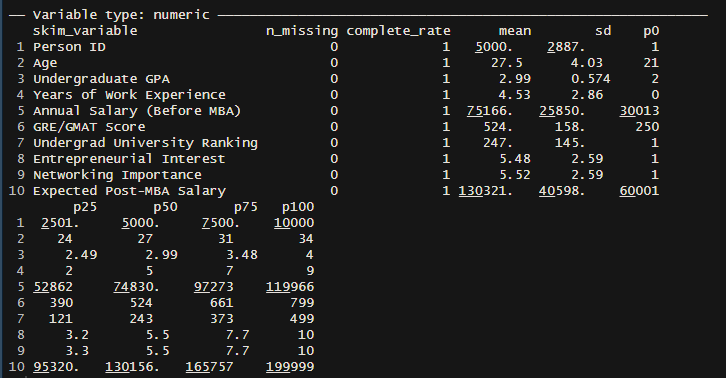 ── Variable type: numeric ──────────────────────────────────────────────
   skim_variable                 n_missing complete_rate      mean        sd    p0
 1 Person ID                             0             1   5000.     2887.       1
 2 Age                                   0             1     27.5       4.03    21
 3 Undergraduate GPA                     0             1      2.99      0.574    2
 4 Years of Work Experience              0             1      4.53      2.86     0
 5 Annual Salary (Before MBA)            0             1  75166.    25850.   30013
 6 GRE/GMAT Score                        0             1    524.      158.     250
 7 Undergrad University Ranking          0             1    247.      145.       1
 8 Entrepreneurial Interest              0             1      5.48      2.59     1
 9 Networking Importance                 0             1      5.52      2.59     1
10 Expected Post-MBA Salary              0             1 130321.    40598.   60001
        p25       p50       p75   p100
 1   2501.     5000.     7500.   10000
 2     24        27        31       34
 3      2.49      2.99      3.48     4
 4      2         5         7        9
 5  52862     74830.    97273   119966
 6    390       524       661      799
 7    121       243       373      499
 8      3.2       5.5       7.7     10
 9      3.3       5.5       7.7     10
10  95320.   130156.   165757   199999